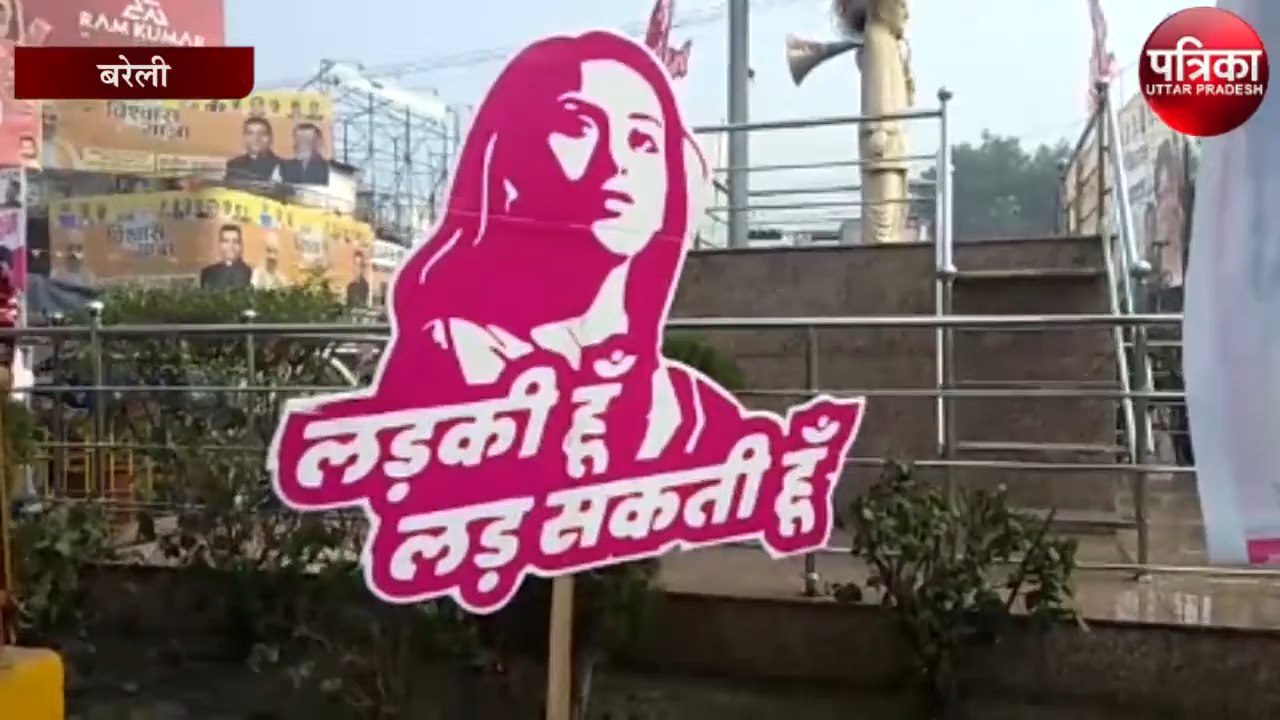 RAM KUMAR
बरेली
पत्रिका
UTTAR PRADESH
विश्वास
यात्रा
विश्वास
यात्रा
लड़की हूँ
लड़ सकती हूँ